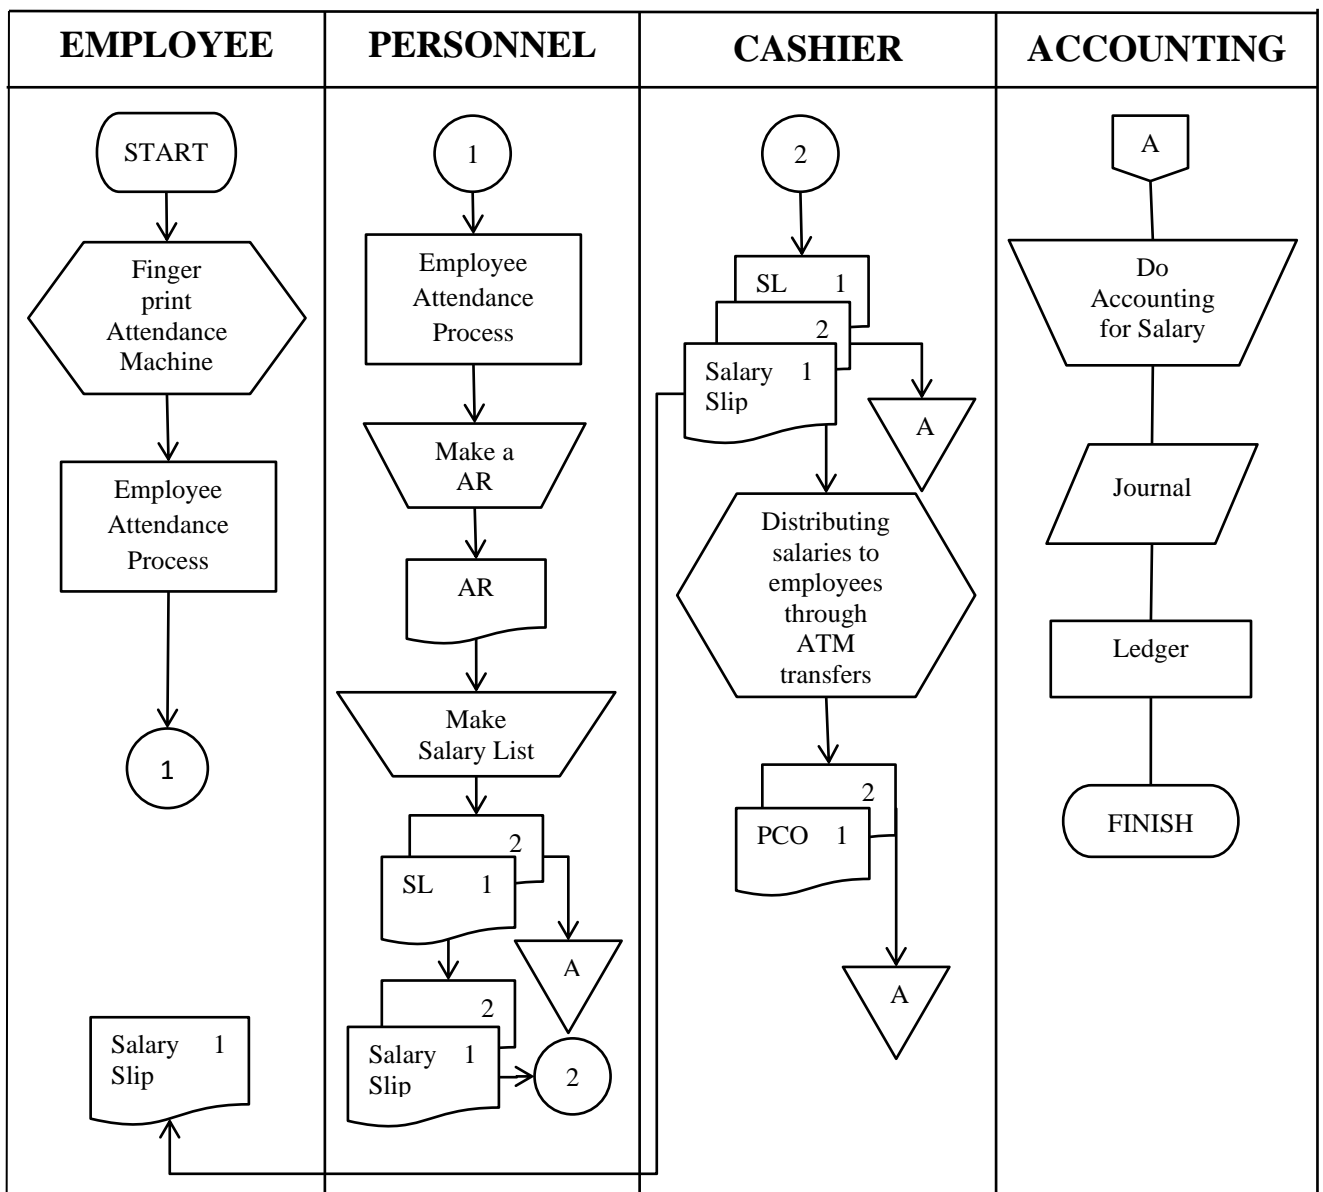 EMPLOYEE
PERSONNEL
CASHIER
ACCOUNTING
START
Finger
print
Attendance
Machine
Employee
Attendance
Process
1
Salary 1
Slip
1
Employee
Attendance
Process
Make a
AR
AR
Make
Salary List
2
SL 1
A
2
Salary 1
Slip
2
2
SL 1
2
Salary 1
Slip
A
Distributing
salaries to
employees
through
ATM
transfers
2
PCO 1
A
A
Do
Accounting
for Salary
Journal
Ledger
FINISH